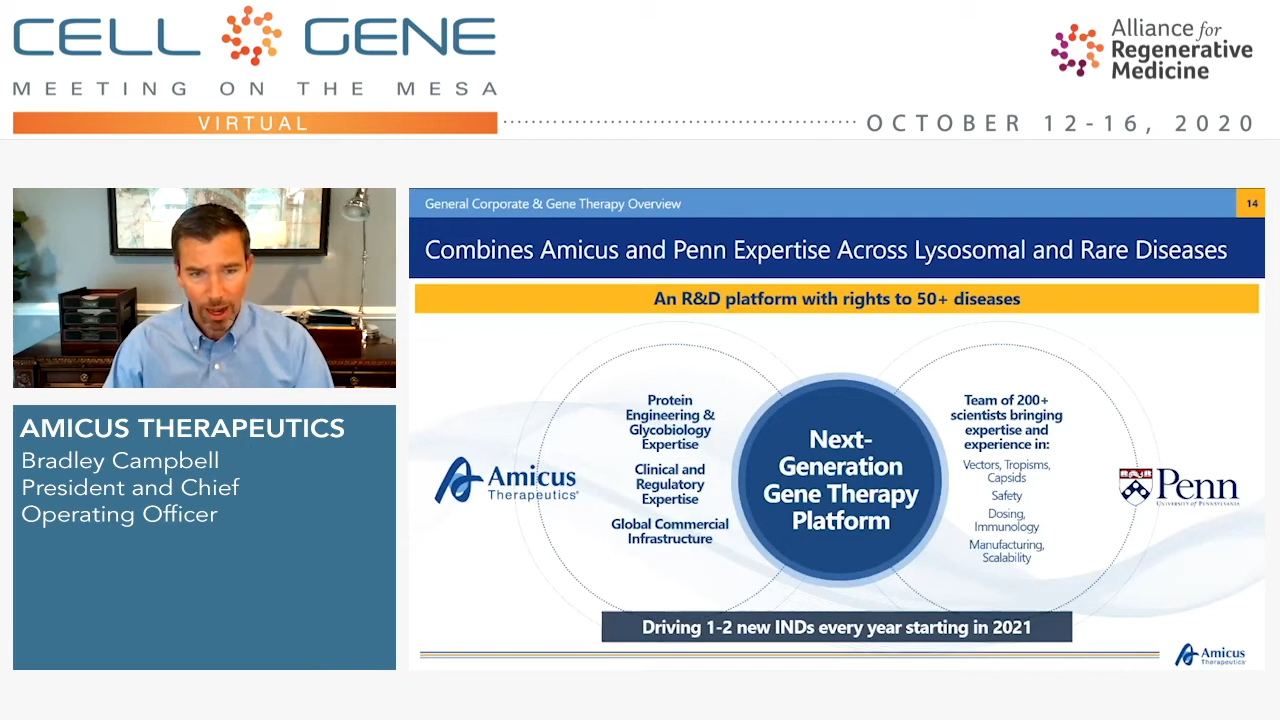 CELL GENE
MEETING ON THE MESA
VIRTUAL
Alliance for
Regenerative
Medicine
OCTOBER 12-16, 2020
AMICUS THERAPEUTICS
Bradley Campbell
President and Chief
Operating Officer
General Corporate & Gene Therapy Overview
14
Combines Amicus and Penn Expertise Across Lysosomal and Rare Diseases
An R&D platform with rights to 50+ diseases
Amicus
Therapeutics®
Protein
Engineering &
Glycobiology
Expertise
Clinical and
Regulatory
Expertise
Global Commercial
Infrastructure
Next-
Generation
Gene Therapy
Platform
Team of 200+
scientists bringing
expertise and
experience in:
Vectors, Tropisms,
Capsids
Safety
Dosing,
Immunology
Manufacturing,
Scalability
Penn
UNIVERSITY OF PENNSYLVANIA
Driving 1-2 new INDs every year starting in 2021
Amicus
Therapeutics